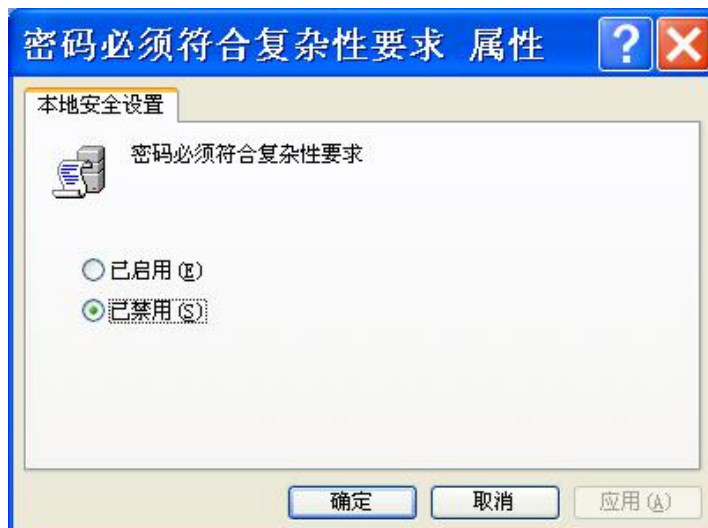 密码必须符合复杂性要求 属性
本地安全设置
密码必须符合复杂性要求
已启用(E)
已禁用(S)
确定 取消 应用(A)